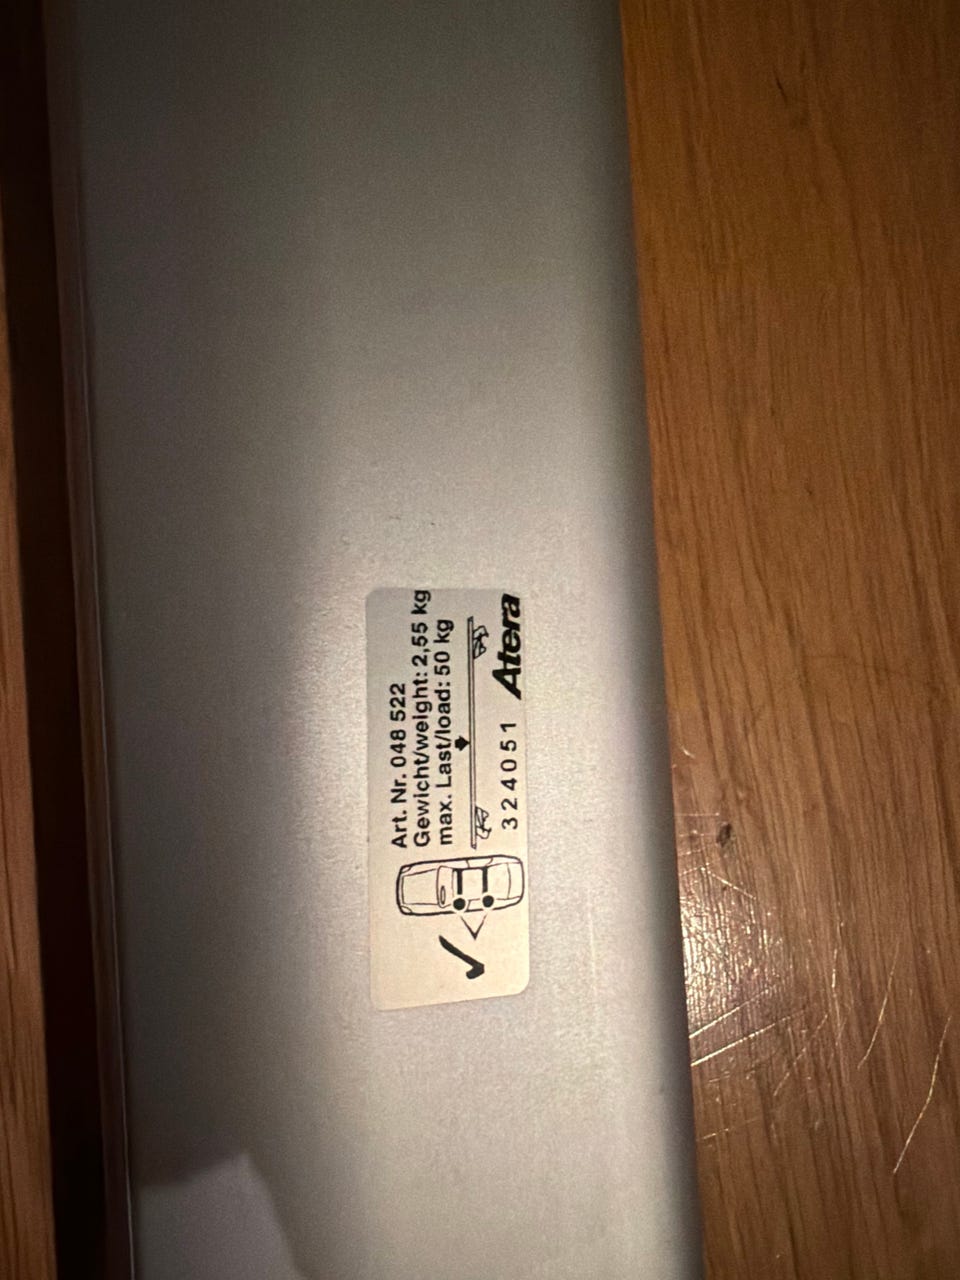 Art. Nr. 048 522
Gewicht/weight: 2,55 kg
max. Last/load: 50 kg
324051 Atera